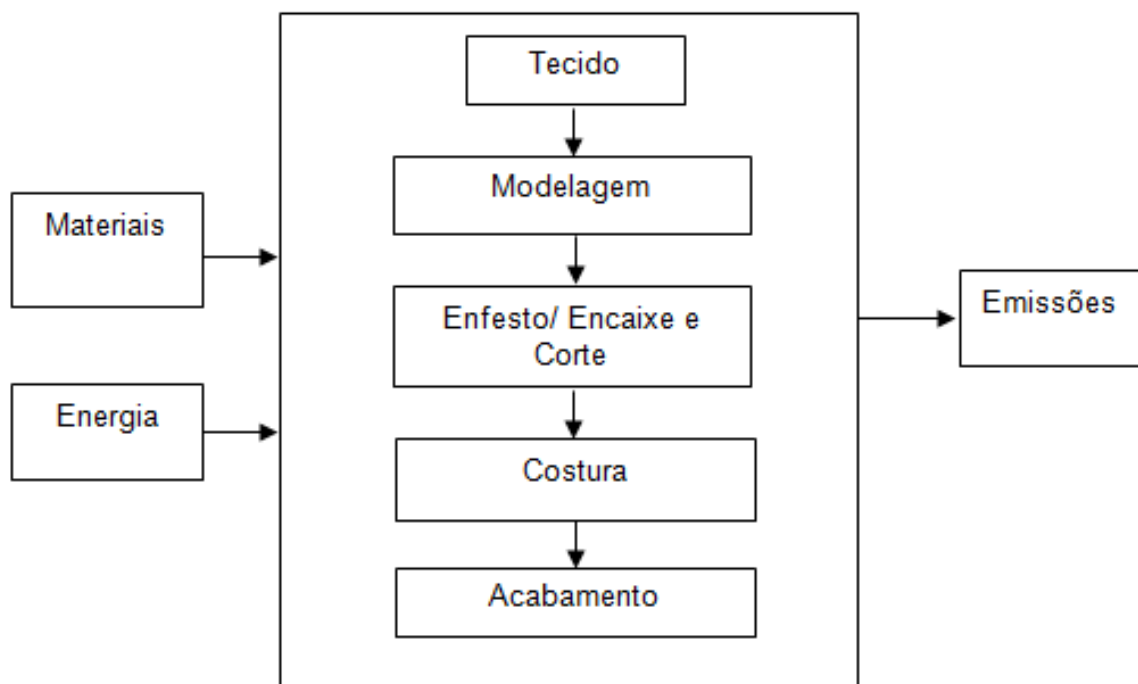 Tecido
Modelagem
Materiais
Enfesto/ Encaixe e
Corte
Emissões
Energia
Costura
Acabamento